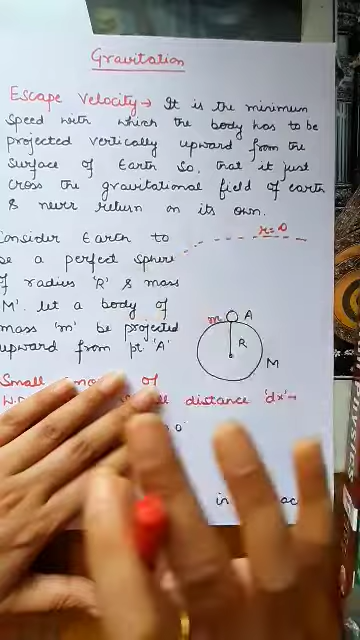 Gravitation
Escape Velocity→ It is the minimum
speed with which the body has to be
projected vertically upward from the
surface of Earth so, that it just
cross the gravitational field of earth
& never return on its own.
Consider Earth to
be a perfect sphere
of radius 'R' & mass
'M'. let a body of
mass 'm' be projected
upward from pt. 'A'
m A
R
M
Small of
W.D. distance 'dx'→
in